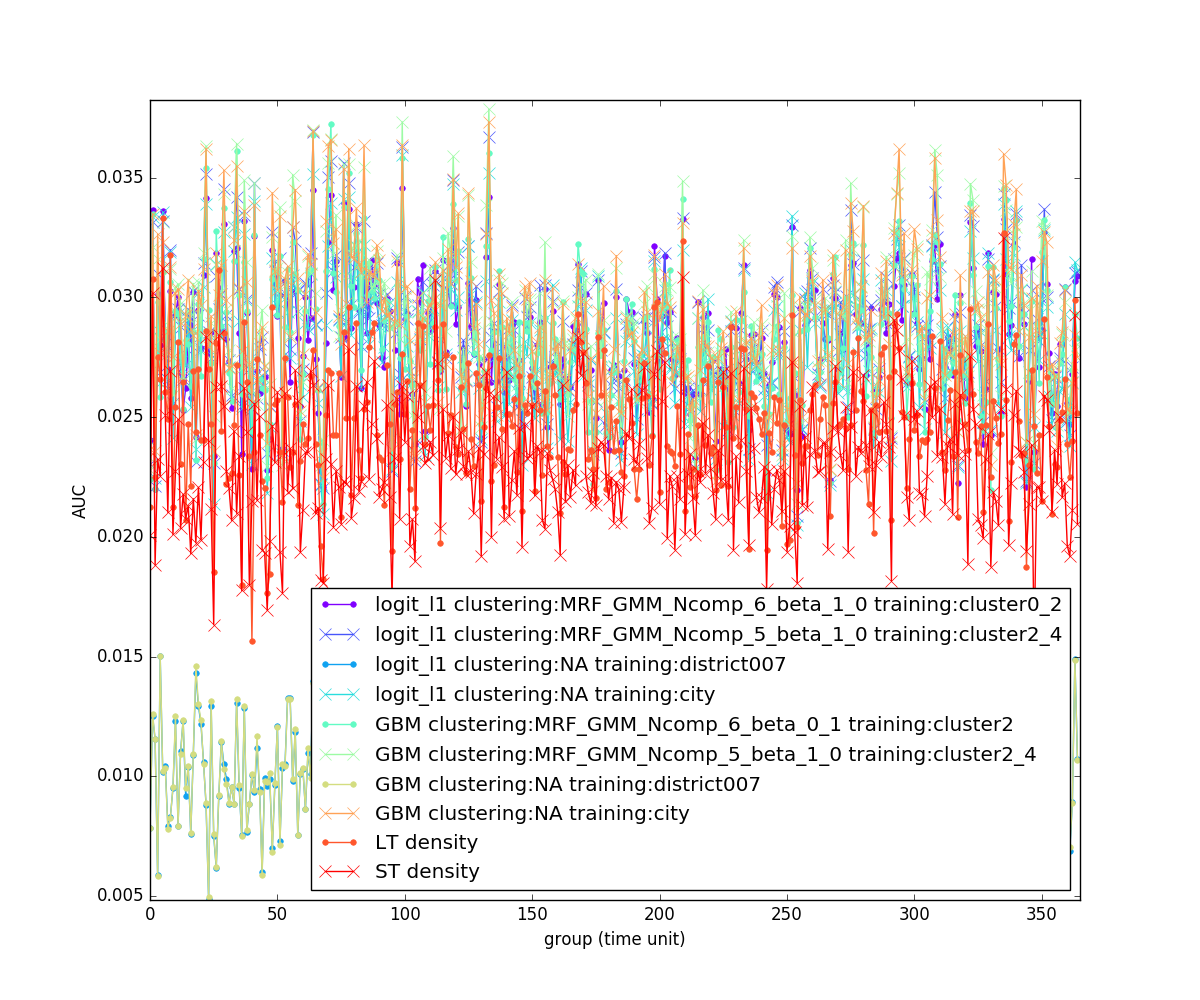 0.035
0.030
0.025
0.020
0.015
0.010
0.005
AUC
logit_l1 clustering:MRF_GMM_Ncomp_6_beta_1_0 training:cluster0_2
logit_l1 clustering:MRF_GMM_Ncomp_5_beta_1_0 training:cluster2_4
logit_l1 clustering:NA training:district007
logit_l1 clustering:NA training:city
GBM clustering:MRF_GMM_Ncomp_6_beta_0_1 training:cluster2
GBM clustering:MRF_GMM_Ncomp_5_beta_1_0 training:cluster2_4
GBM clustering:NA training:district007
GBM clustering:NA training:city
LT density
ST density
0 50 100 150 200 250 300 350
group (time unit)